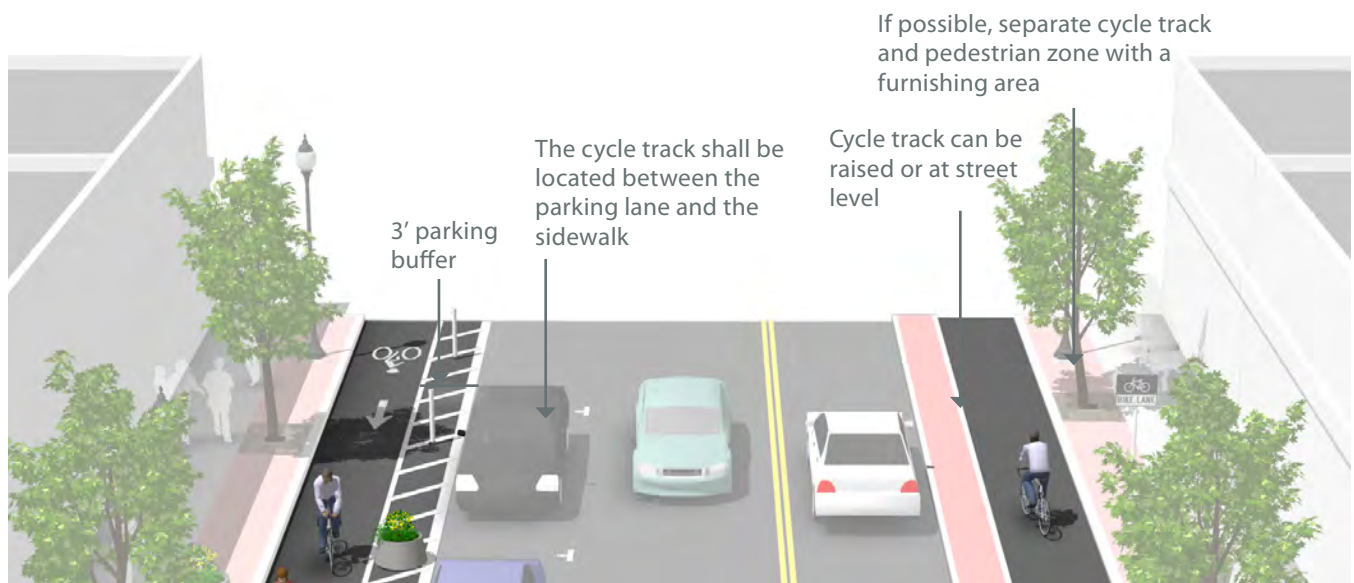 If possible, separate cycle track
and pedestrian zone with a
furnishing area
The cycle track shall be
located between the
parking lane and the
sidewalk
Cycle track can be
raised or at street
level
3’ parking
buffer
BIKE LANE